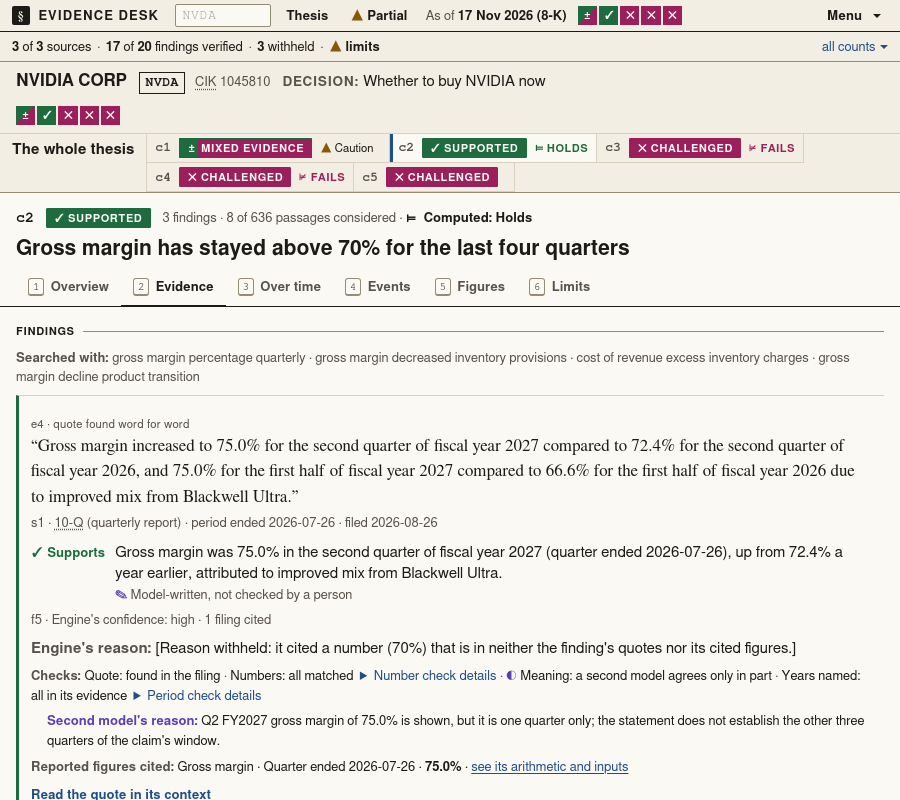 § EVIDENCE DESK NVDA Thesis ▲ Partial As of 17 Nov 2026 (8-K) ± ✓ ✕ ✕ ✕ Menu
3 of 3 sources · 17 of 20 findings verified · 3 withheld · ▲ limits all counts
NVIDIA CORP NVDA CIK 1045810 DECISION: Whether to buy NVIDIA now
± ✓ ✕ ✕ ✕
The whole thesis c1 ± MIXED EVIDENCE ▲ Caution c2 ✓ SUPPORTED ⊨ HOLDS c3 ✕ CHALLENGED ⊭ FAILS
c4 ✕ CHALLENGED ⊭ FAILS c5 ✕ CHALLENGED
c2 ✓ SUPPORTED 3 findings · 8 of 636 passages considered · ⊨ Computed: Holds
Gross margin has stayed above 70% for the last four quarters
1 Overview 2 Evidence 3 Over time 4 Events 5 Figures 6 Limits
FINDINGS
Searched with: gross margin percentage quarterly · gross margin decreased inventory provisions · cost of revenue excess inventory charges · gross
margin decline product transition
e4 · quote found word for word
“Gross margin increased to 75.0% for the second quarter of fiscal year 2027 compared to 72.4% for the second quarter of
fiscal year 2026, and 75.0% for the first half of fiscal year 2027 compared to 66.6% for the first half of fiscal year 2026 due
to improved mix from Blackwell Ultra.”
s1 · 10-Q (quarterly report) · period ended 2026-07-26 · filed 2026-08-26
✓ Supports Gross margin was 75.0% in the second quarter of fiscal year 2027 (quarter ended 2026-07-26), up from 72.4% a
year earlier, attributed to improved mix from Blackwell Ultra.
✎ Model-written, not checked by a person
f5 · Engine's confidence: high · 1 filing cited
Engine's reason: [Reason withheld: it cited a number (70%) that is in neither the finding's quotes nor its cited figures.]
Checks: Quote: found in the filing · Numbers: all matched ▶ Number check details · ◐ Meaning: a second model agrees only in part · Years named:
all in its evidence ▶ Period check details
Second model's reason: Q2 FY2027 gross margin of 75.0% is shown, but it is one quarter only; the statement does not establish the other three
quarters of the claim's window.
Reported figures cited: Gross margin · Quarter ended 2026-07-26 · 75.0% · see its arithmetic and inputs
Read the quote in its context